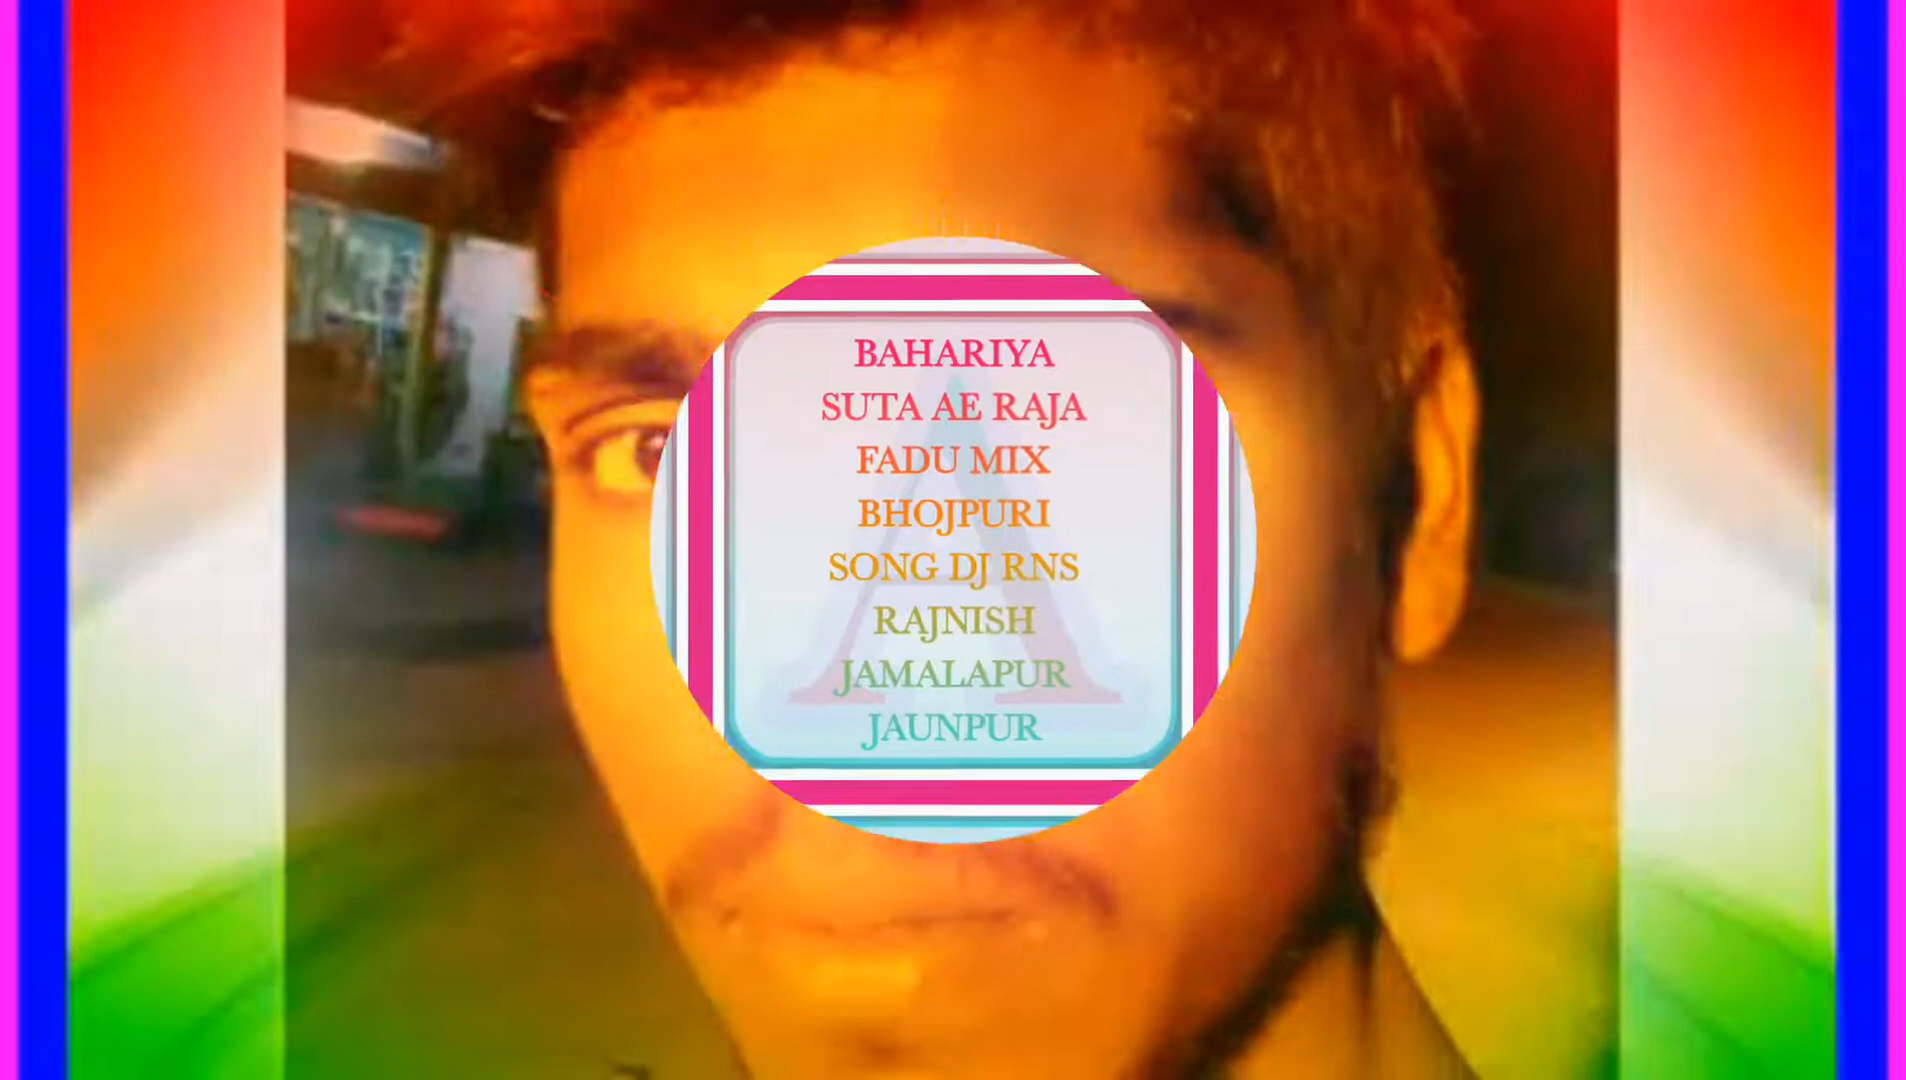 BAHARIYA
SUTA AE RAJA
FADU MIX
BHOJPURI
SONG DJ RNS
RAJNISH
JAMALAPUR
JAUNPUR